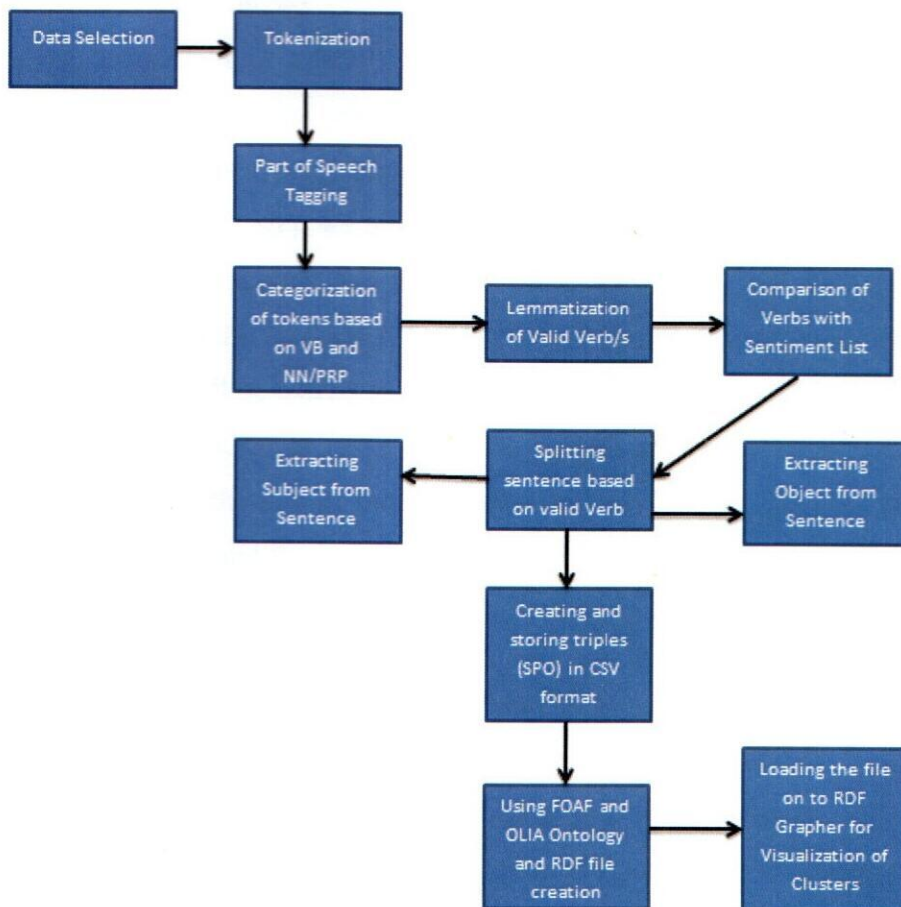 Data Selection
Tokenization
Part of Speech
Tagging
Categorization
of tokens based
on VB and
NN/PRP
Lemmatization
of Valid Verb/s
Comparison of
Verbs with
Sentiment List
Extracting
Subject from
Sentence
Splitting
sentence based
on valid Verb
Extracting
Object from
Sentence
Creating and
storing triples
(SPO) in CSV
format
Using FOAF and
OLIA Ontology
and RDF file
creation
Loading the file
on to RDF
Grapher for
Visualization of
Clusters